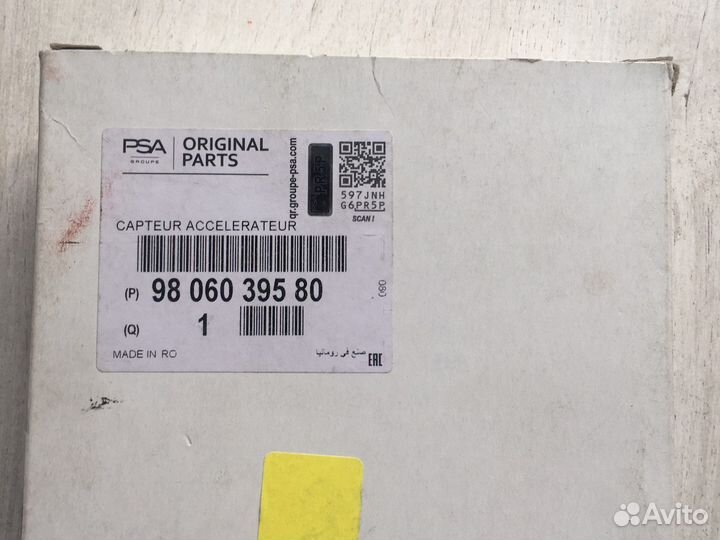 PSA
GROUPE
ORIGINAL
PARTS
qr.groupe-psa.com
PR5P
597JNH
G6PR5P
SCAN!
CAPTEUR ACCELERATEUR
(P) 98 060 395 80
080
(Q) 1
MADE IN RO
صنع في رومانيا
EAC
Avito